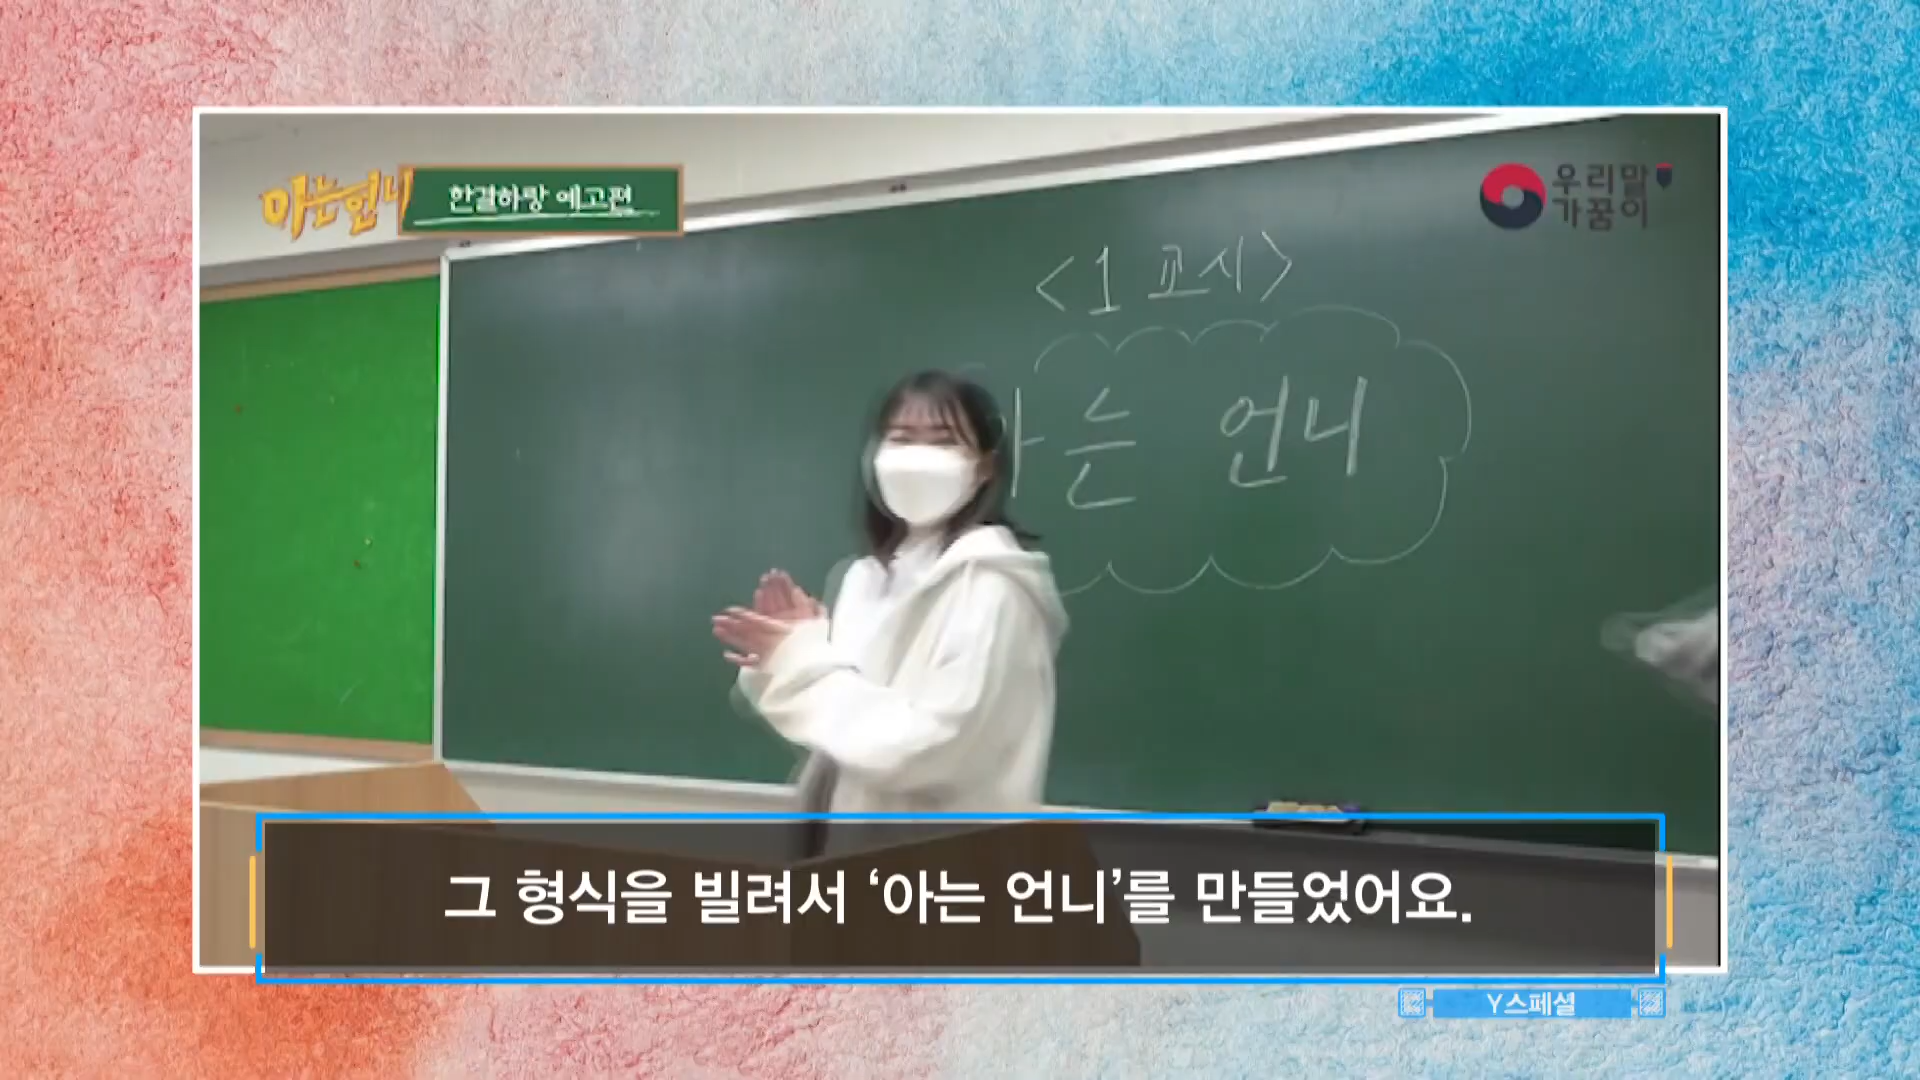 아는언니
한결하랑 예고편
우리말
가꿈이
<1교시>
아는 언니
그 형식을 빌려서 ‘아는 언니’를 만들었어요.
Y스페셜